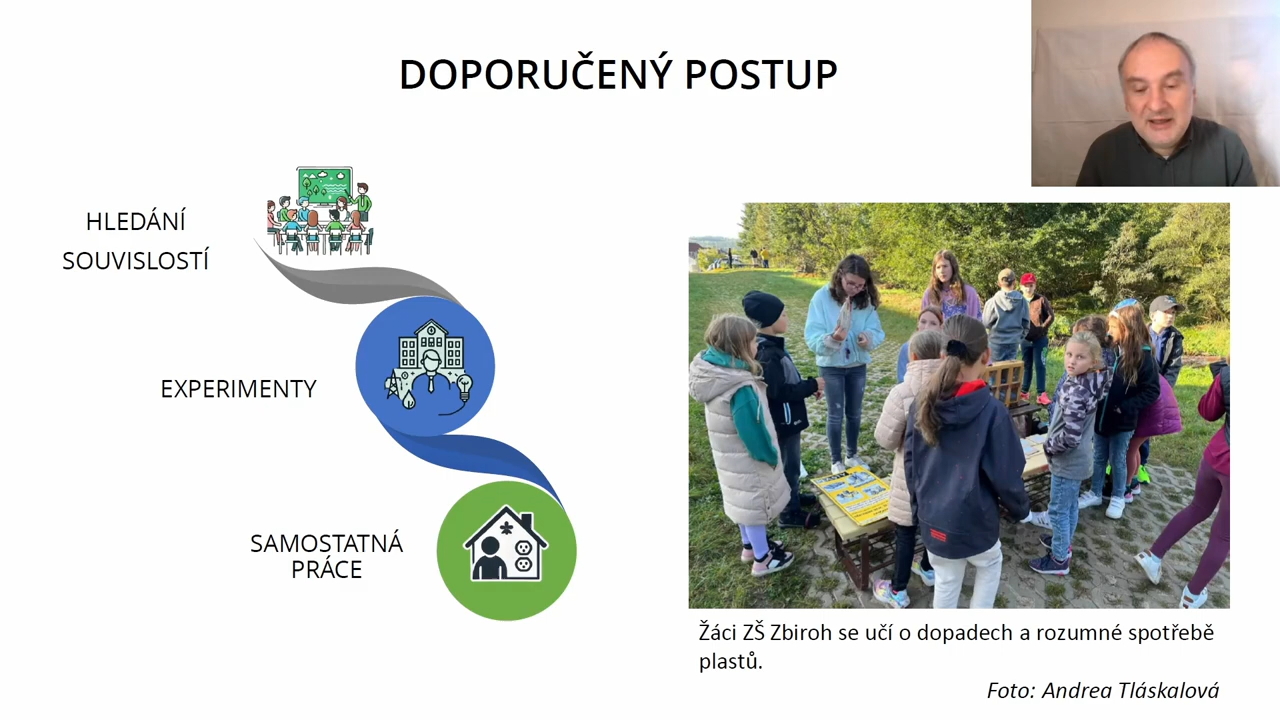 DOPORUČENÝ POSTUP
HLEDÁNÍ
SOUVISLOSTÍ
EXPERIMENTY
SAMOSTATNÁ
PRÁCE
Žáci ZŠ Zbiroh se učí o dopadech a rozumné spotřebě
plastů.
Foto: Andrea Tláskalová